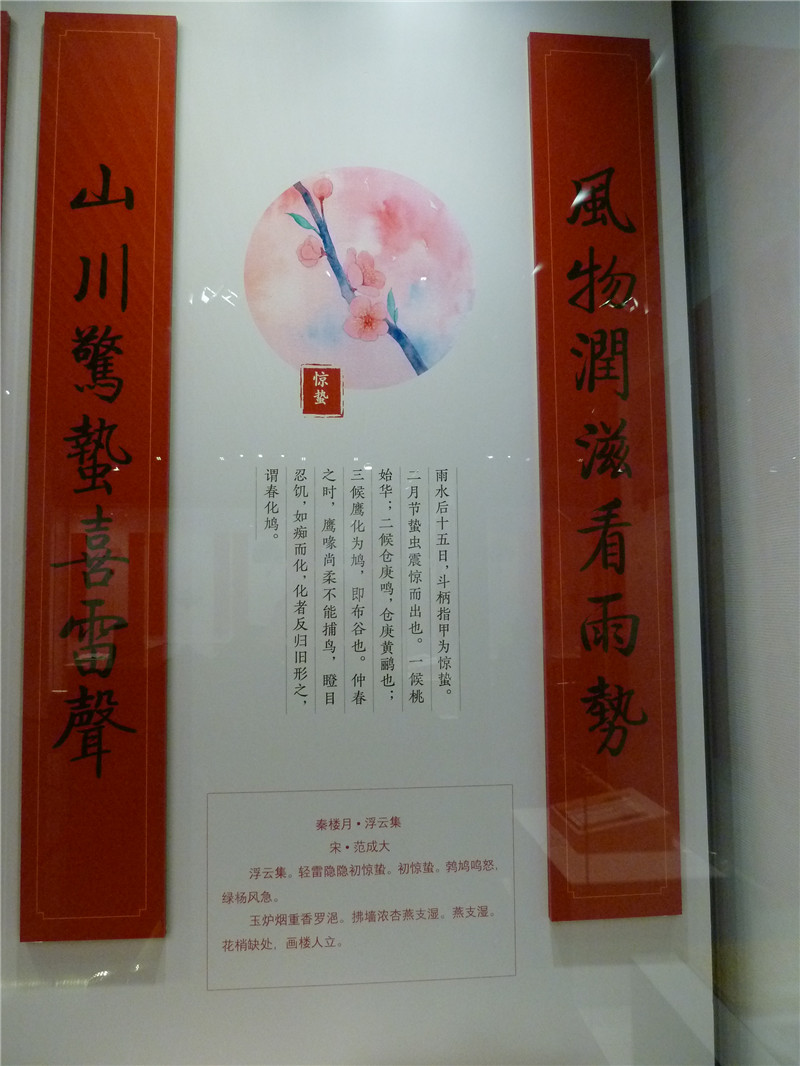 風物潤滋看雨勢
山川驚蟄喜雷聲
惊蛰
雨水后十五日，斗柄指甲为惊蛰。
二月节蛰虫震惊而出也。一候桃
始华；二候仓庚鸣，仓庚黄鹂也；
三候鹰化为鸠，即布谷也。仲春
之时，鹰喙尚柔不能捕鸟，瞪目
忍饥，如痴而化，化者反归旧形之，
谓春化鸠。
秦楼月·浮云集
宋·范成大
浮云集。轻雷隐隐初惊蛰。初惊蛰。鹁鸠鸣怒，
绿杨风急。
玉炉烟重香罗浥。拂墙浓杏燕支湿。燕支湿。
花梢缺处，画楼人立。